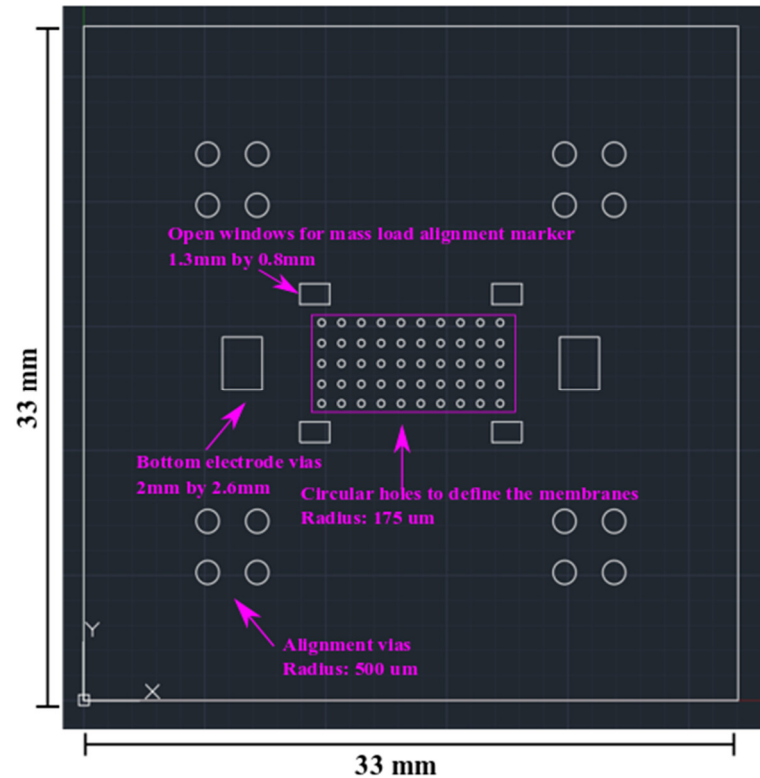 Open windows for mass load alignment marker
1.3mm by 0.8mm
33 mm
Bottom electrode vias
2mm by 2.6mm
Circular holes to define the membranes
Radius: 175 um
Alignment vias
Radius: 500 um
Y
X
33 mm